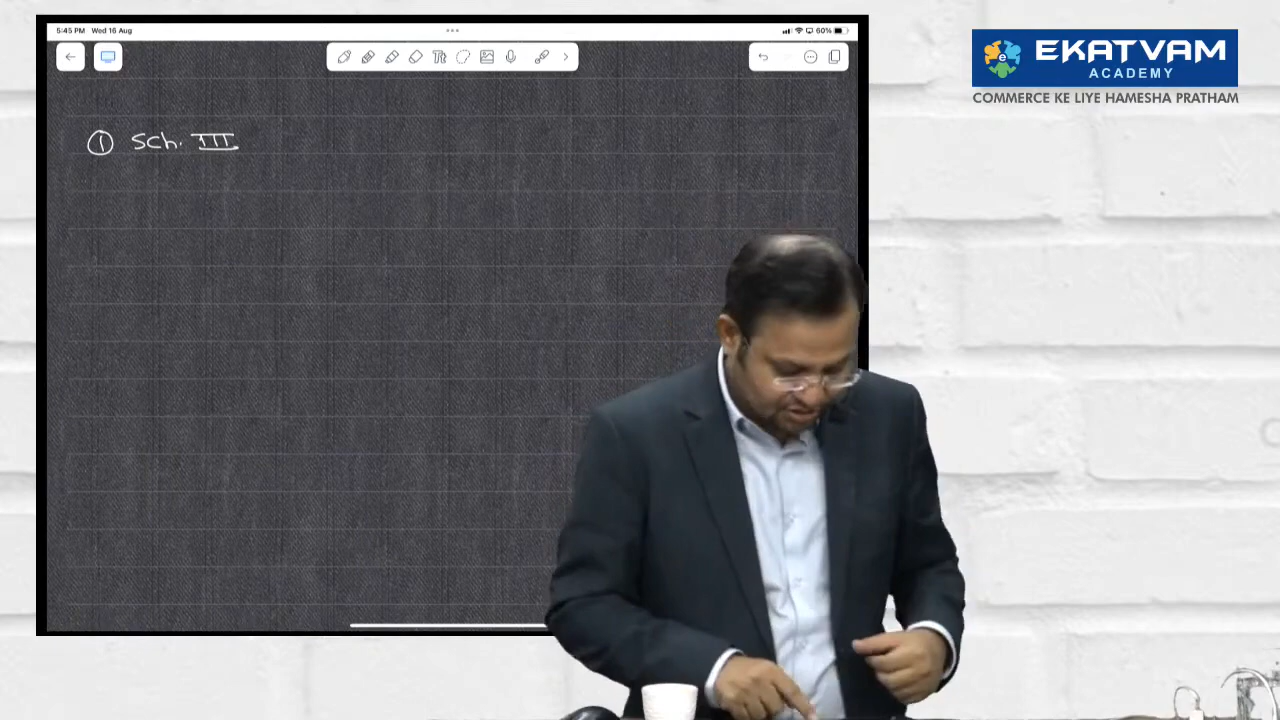 5:45 PM Wed 16 Aug
60%
EKATVAM
ACADEMY
COMMERCE KE LIYE HAMESHA PRATHAM
① Sch. III